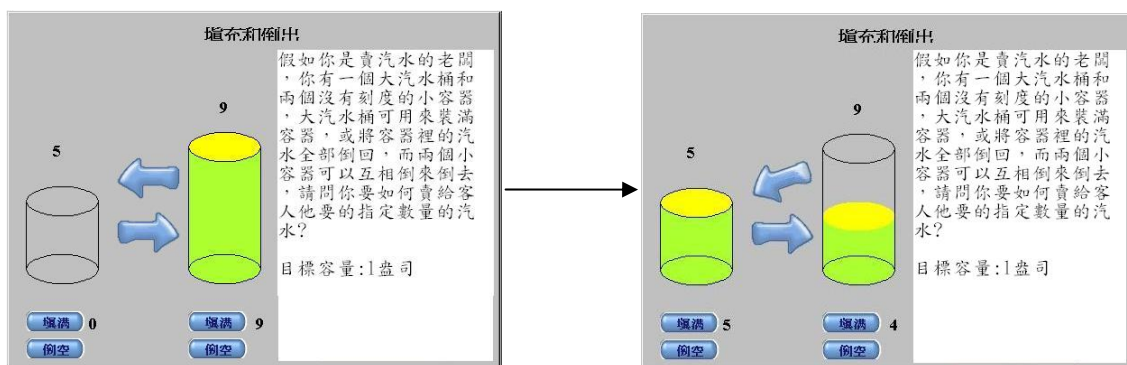 填充和倒出
假如你是賣汽水的老闆
，你有一個大汽水桶和
兩個沒有刻度的小容器
，大汽水桶可用來裝滿
容器，或將容器裡的汽
水全部倒回，而兩個小
容器可以互相倒來倒去
，請問你要如何賣給客
人他要的指定數量的汽
水？
目標容量:1盎司
9
5
填滿 0
填滿 9
倒空
倒空
填充和倒出
假如你是賣汽水的老闆
，你有一個大汽水桶和
兩個沒有刻度的小容器
，大汽水桶可用來裝滿
容器，或將容器裡的汽
水全部倒回，而兩個小
容器可以互相倒來倒去
，請問你要如何賣給客
人他要的指定數量的汽
水？
目標容量:1盎司
9
5
填滿 5
填滿 4
倒空
倒空